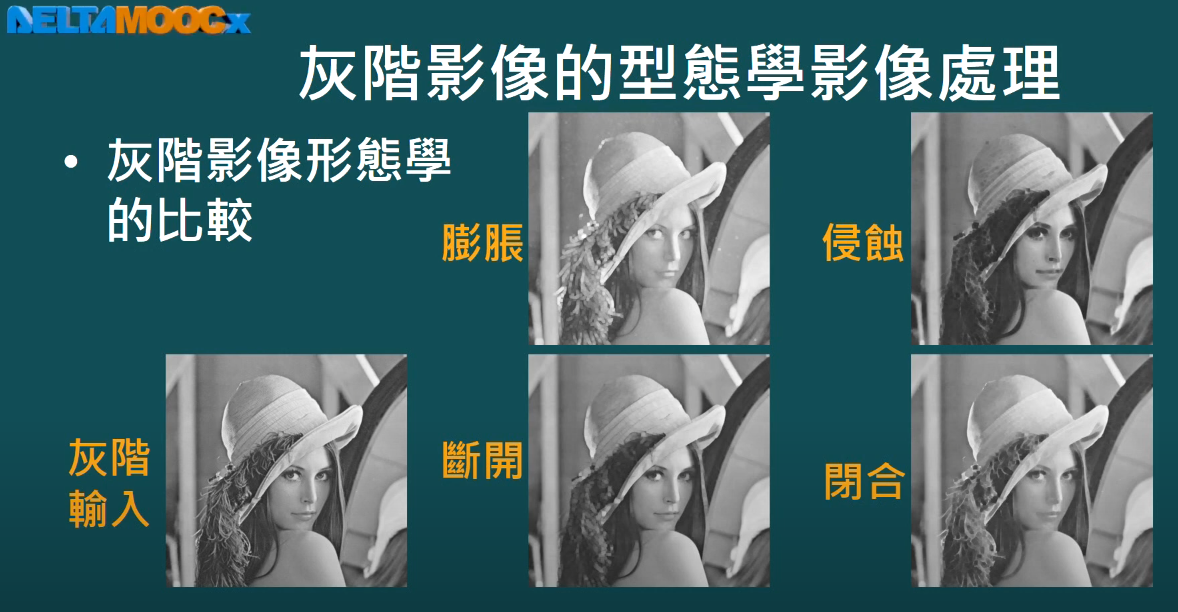 DELTAMOOCx
灰階影像的型態學影像處理
• 灰階影像形態學
的比較
膨脹
侵蝕
灰階
輸入
斷開
閉合